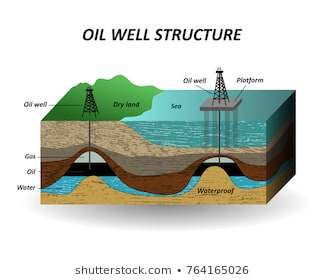 OIL WELL STRUCTURE
Oil well
Platform
Oil well
Dry land
Sea
Gas
Oil
Water
Waterproof
shutterstock.com • 764165026